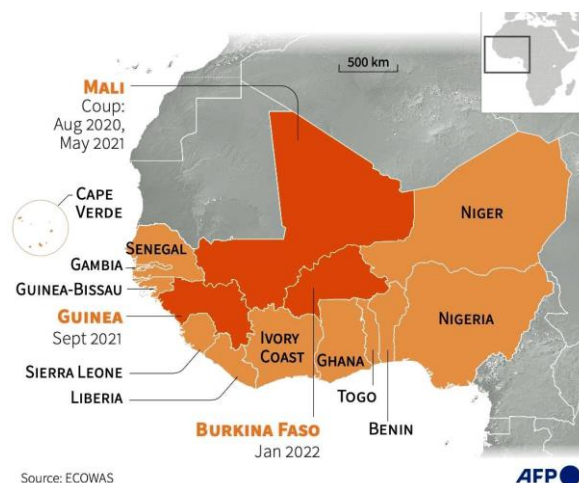 500 km
MALI
Coup:
Aug 2020,
May 2021
CAPE
VERDE
NIGER
SENEGAL
GAMBIA
GUINEA-BISSAU
GUINEA
Sept 2021
NIGERIA
IVORY
COAST
GHANA
SIERRA LEONE
LIBERIA
TOGO
BENIN
BURKINA FASO
Jan 2022
Source: ECOWAS
AFP